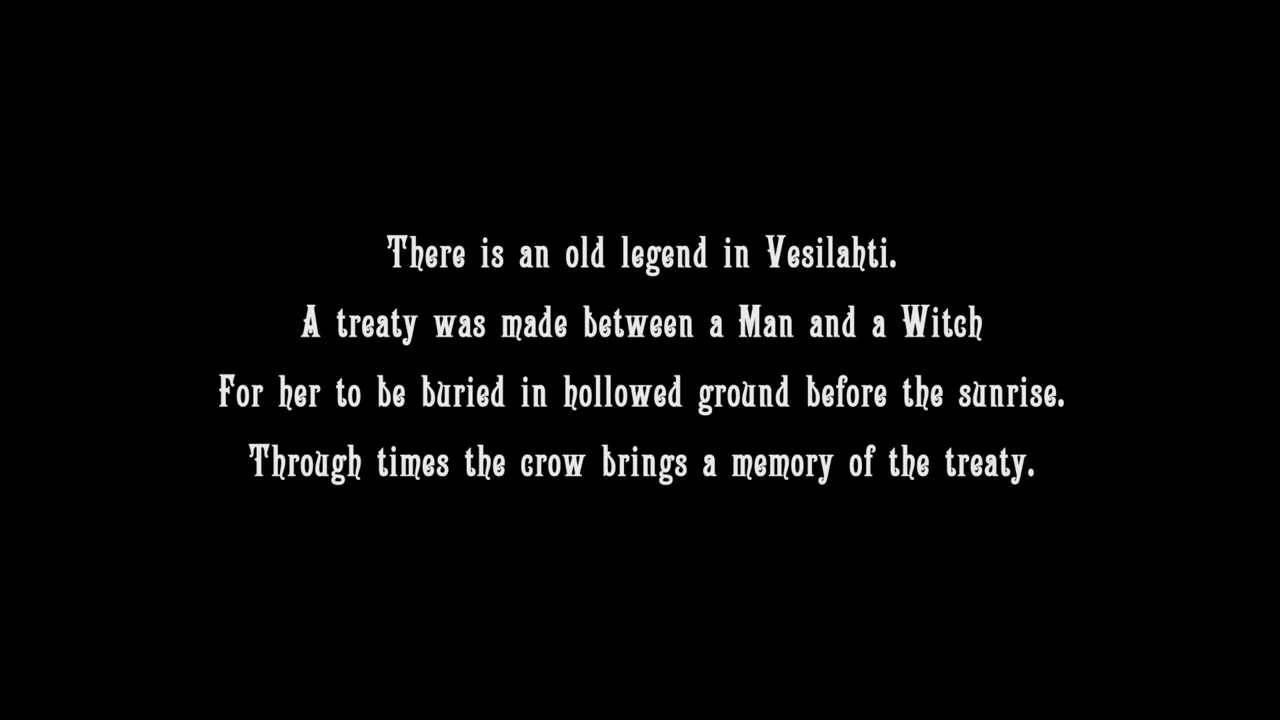 There is an old legend in Vesilahti.
A treaty was made between a Man and a Witch
For her to be buried in hollowed ground before the sunrise.
Through times the crow brings a memory of the treaty.